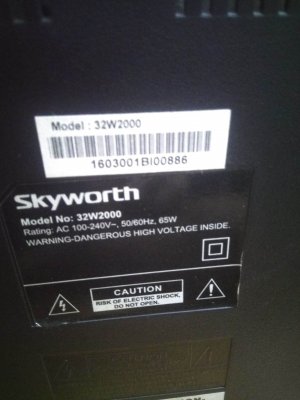 Model : 32W2000
1603001BI00886
Skyworth
Model No: 32W2000
Rating: AC 100-240V~, 50/60Hz, 65W
WARNING-DANGEROUS HIGH VOLTAGE INSIDE.
CAUTION
RISK OF ELECTRIC SHOCK,
DO NOT OPEN.